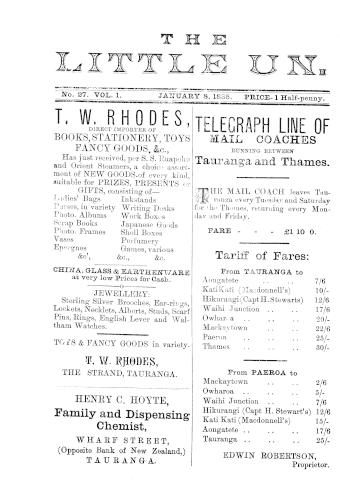 THE
LITTLE UN.
No. 27. VOL. 1. JANUARY 8, 1886. PRICE-1 Half-penny.
T. W. RHODES,
DIRECT IMPORTER OF
BOOKS, STATIONERY, TOYS
FANCY GOODS, &c.,
Has just received, per S. S. Ruapehu
and Orient Steamers, a choice assort-
ment of NEW GOODS of every kind,
suitable for PRIZES, PRESENTS or
GIFTS, consisting of—
Ladies' Bags Inkstands
Purses, in variety Writing Desks
Photo. Albums Work Boxes
Scrap Books Japanese Goods
Photo. Frames Shell Boxes
Vases Perfumery
Epergnes Games, various
&c., &c., &c.
CHINA, GLASS & EARTHENWARE
at very low Prices for Cash.
JEWELLERY:
Sterling Silver Brooches, Ear-rings,
Lockets, Necklets, Alberts, Studs, Scarf
Pins, Rings, English Lever and Wal-
tham Watches.
TOYS & FANCY GOODS in variety.
T. W. RHODES,
THE STRAND, TAURANGA.
HENRY C. HOYTE,
Family and Dispensing
Chemist,
WHARF STREET,
(Opposite Bank of New Zealand,)
TAURANGA.
TELEGRAPH LINE OF
MAIL COACHES
RUNNING BETWEEN
Tauranga and Thames.
THE MAIL COACH leaves Tau-
ranga every Tuesday and Saturday
for the Thames, returning every Mon-
day and Friday.
FARE - - - £1 10 0.
Tariff of Fares:
From TAURANGA to
Aongatete .. .. .. 7/6
Kati Kati (Macdonnell's) 10/-
Hikurangi (Capt H. Stewarts) 12/6
Waihi Junction .. .. 17/6
Owharoa .. .. .. 20/-
Mackaytown .. .. 22/6
Paeroa .. .. .. 25/-
Thames .. .. .. 30/-
From PAEROA to
Mackaytown .. .. 2/6
Owharoa .. .. .. 5/-
Waihi Junction .. .. 7/6
Hikurangi (Capt H. Stewart's) 12/6
Kati Kati (Macdonnell's) 15/-
Aongatete .. .. .. 17/6
Tauranga .. .. .. 25/-
EDWIN ROBERTSON,
Proprietor.